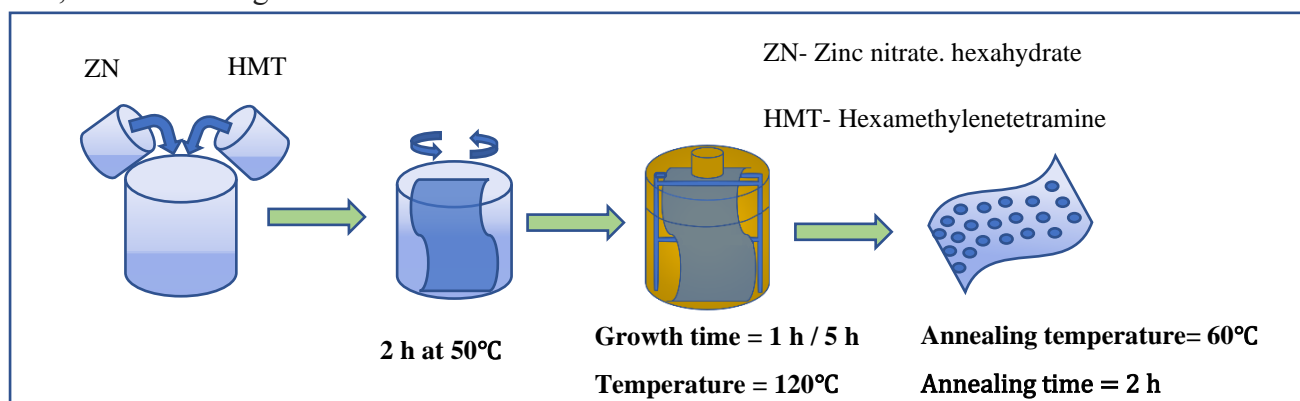 ZN
HMT
ZN- Zinc nitrate. hexahydrate
HMT- Hexamethylenetetramine
2 h at 50℃
Growth time = 1 h / 5 h
Temperature = 120℃
Annealing temperature= 60℃
Annealing time = 2 h